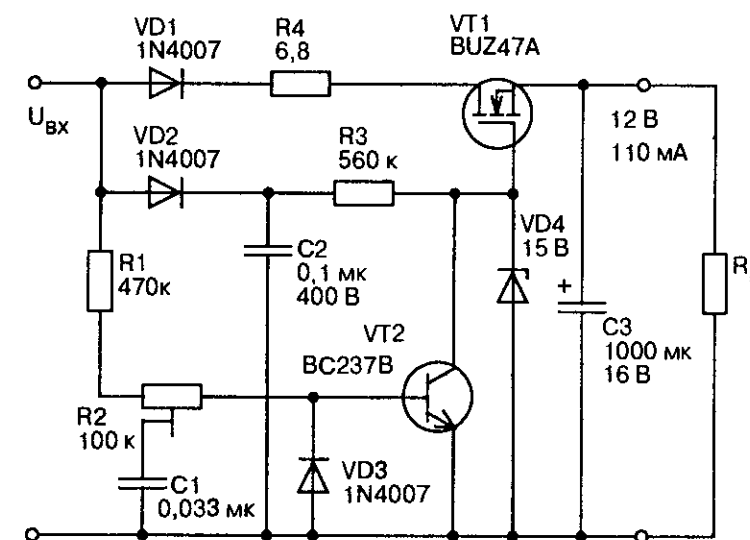 VD1
1N4007
R4
6,8
VT1
BUZ47A
UВХ
VD2
1N4007
R3
560 к
12 В
110 мА
R1
470к
C2
0,1 мк
400 В
VD4
15 В
R
+
C3
1000 мк
16 В
VT2
BC237B
R2
100 к
C1
0,033 мк
VD3
1N4007